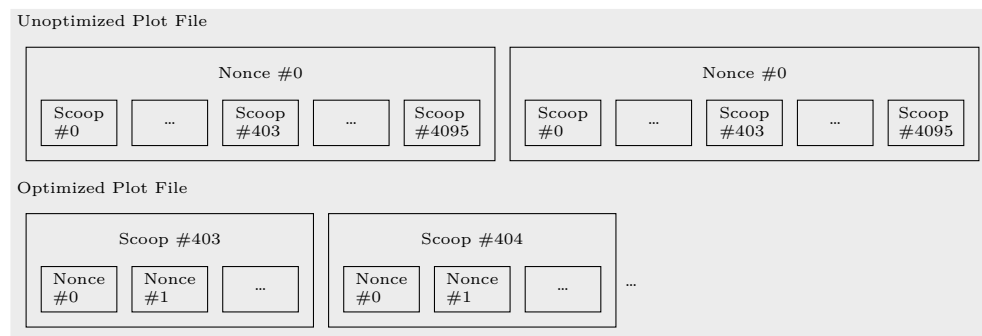 Unoptimized Plot File
Nonce #0
Scoop #0
...
Scoop #403
...
Scoop #4095
Nonce #0
Scoop #0
...
Scoop #403
...
Scoop #4095
Optimized Plot File
Scoop #403
Nonce #0
Nonce #1
...
Scoop #404
Nonce #0
Nonce #1
...
...